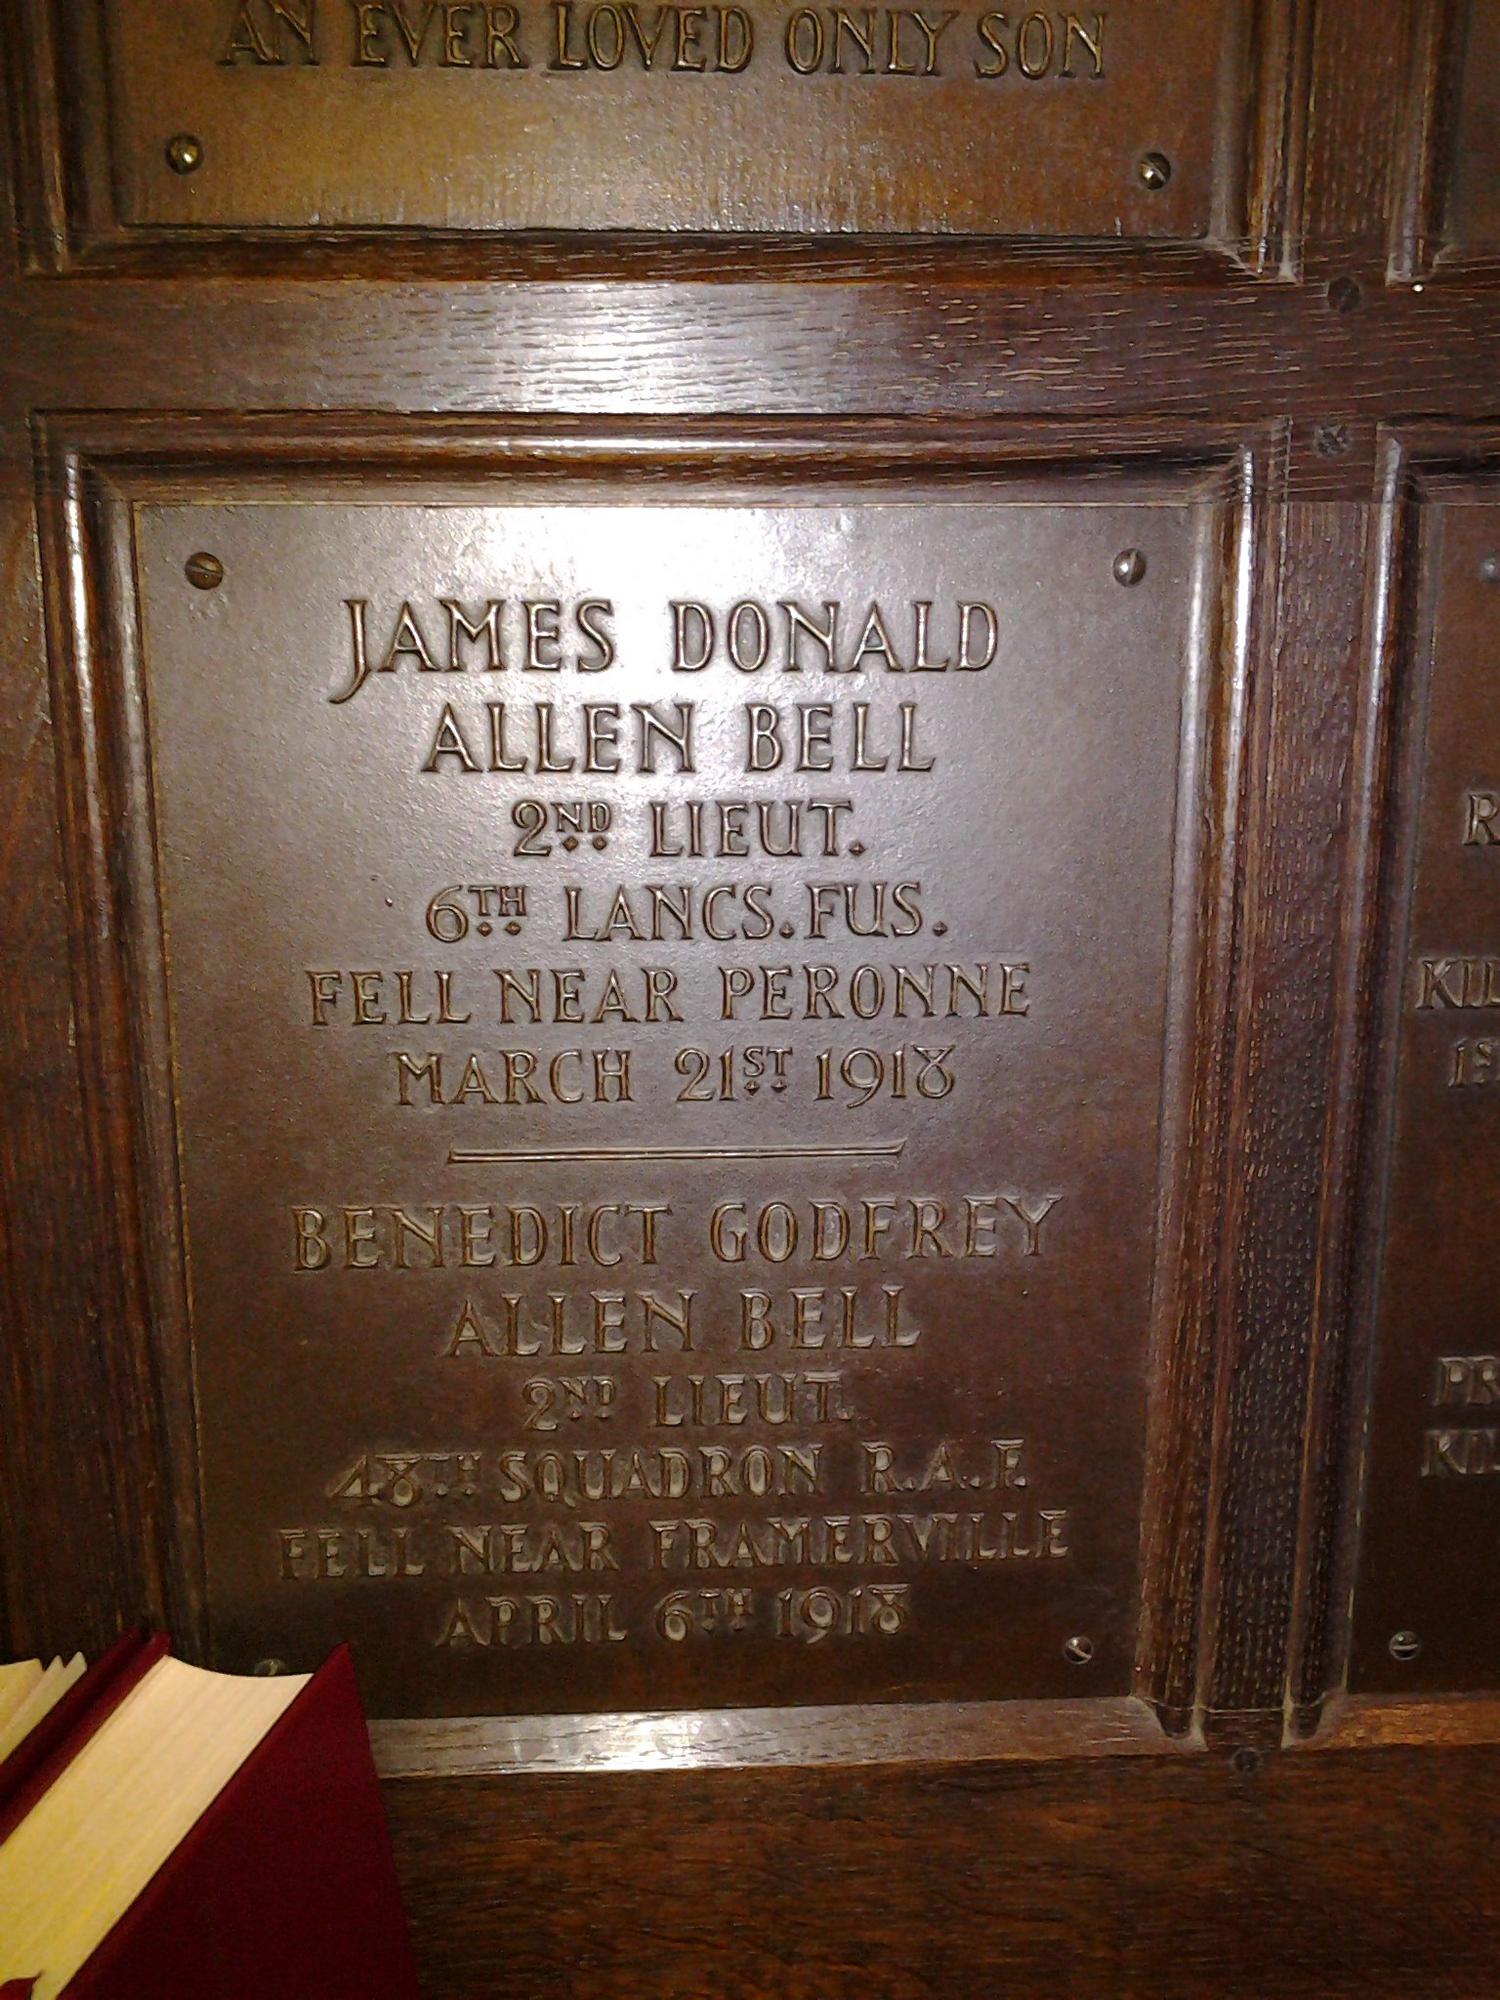 AN EVER LOVED ONLY SON
JAMES DONALD
ALLEN BELL
2ND LIEUT.
6TH LANCS. FUS.
FELL NEAR PERONNE
MARCH 21ST 1918
BENEDICT GODFREY
ALLEN BELL
2ND LIEUT.
48TH SQUADRON R.A.F.
FELL NEAR FRAMERVILLE
APRIL 6TH 1918